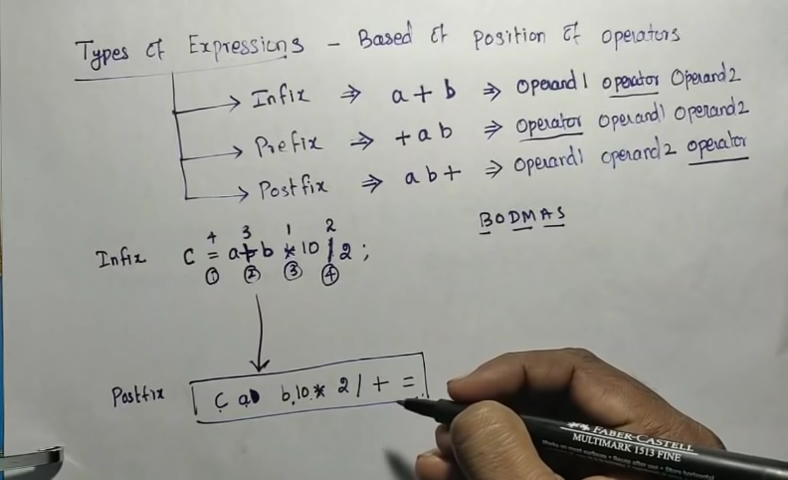 Types of Expressions - Based of position of operators
Infix ⇒ a + b ⇒ operand1 operator operand2
Prefix ⇒ + a b ⇒ operator operand1 operand2
Postfix ⇒ a b + ⇒ operand1 operand2 operator
BODMAS
4 3 1 2
Infix C = a + b * 10 / 2 ;
① ② ③ ④
Postfix C a b, 10 * 2 / + =
FABER-CASTELL
MULTIMARK 1513 FINE